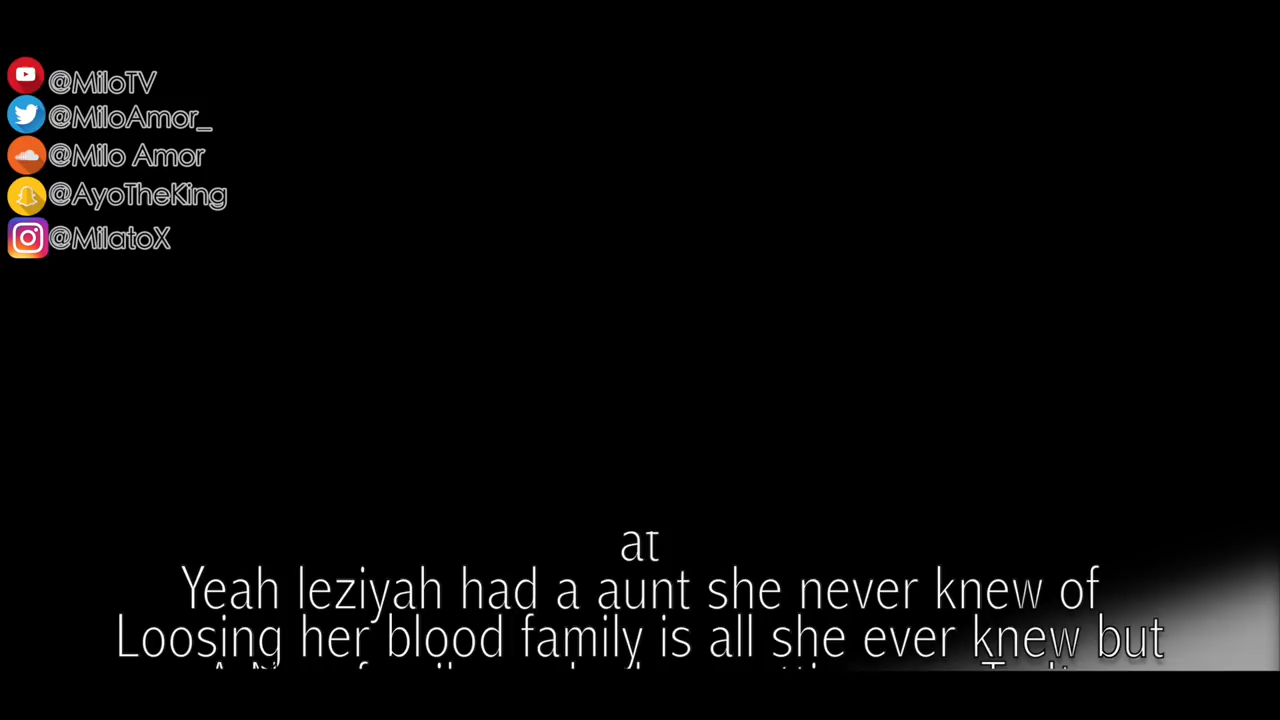 @MiloTV
@MiloAmor_
@Milo Amor
@AyoTheKing
@MilatoX
at
Yeah leziyah had a aunt she never knew of
Loosing her blood family is all she ever knew but